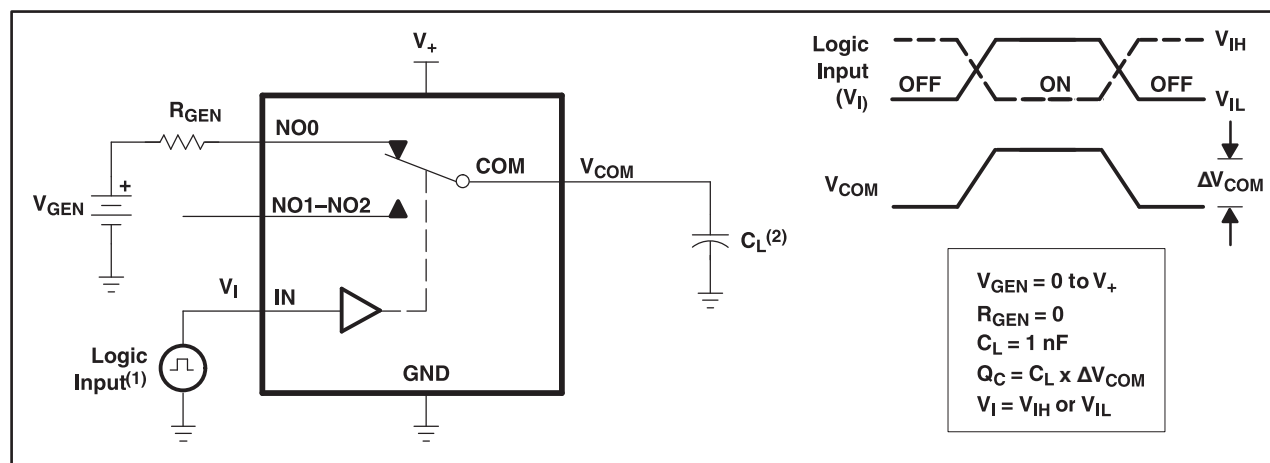 V+
RGEN
NO0
COM
VCOM
+
VGEN
NO1–NO2
CL(2)
VI
IN
Logic
Input(1)
GND
Logic
Input
(VI)
OFF
ON
OFF
VIH
VIL
VCOM
ΔVCOM
VGEN = 0 to V+
RGEN = 0
CL = 1 nF
QC = CL x ΔVCOM
VI = VIH or VIL